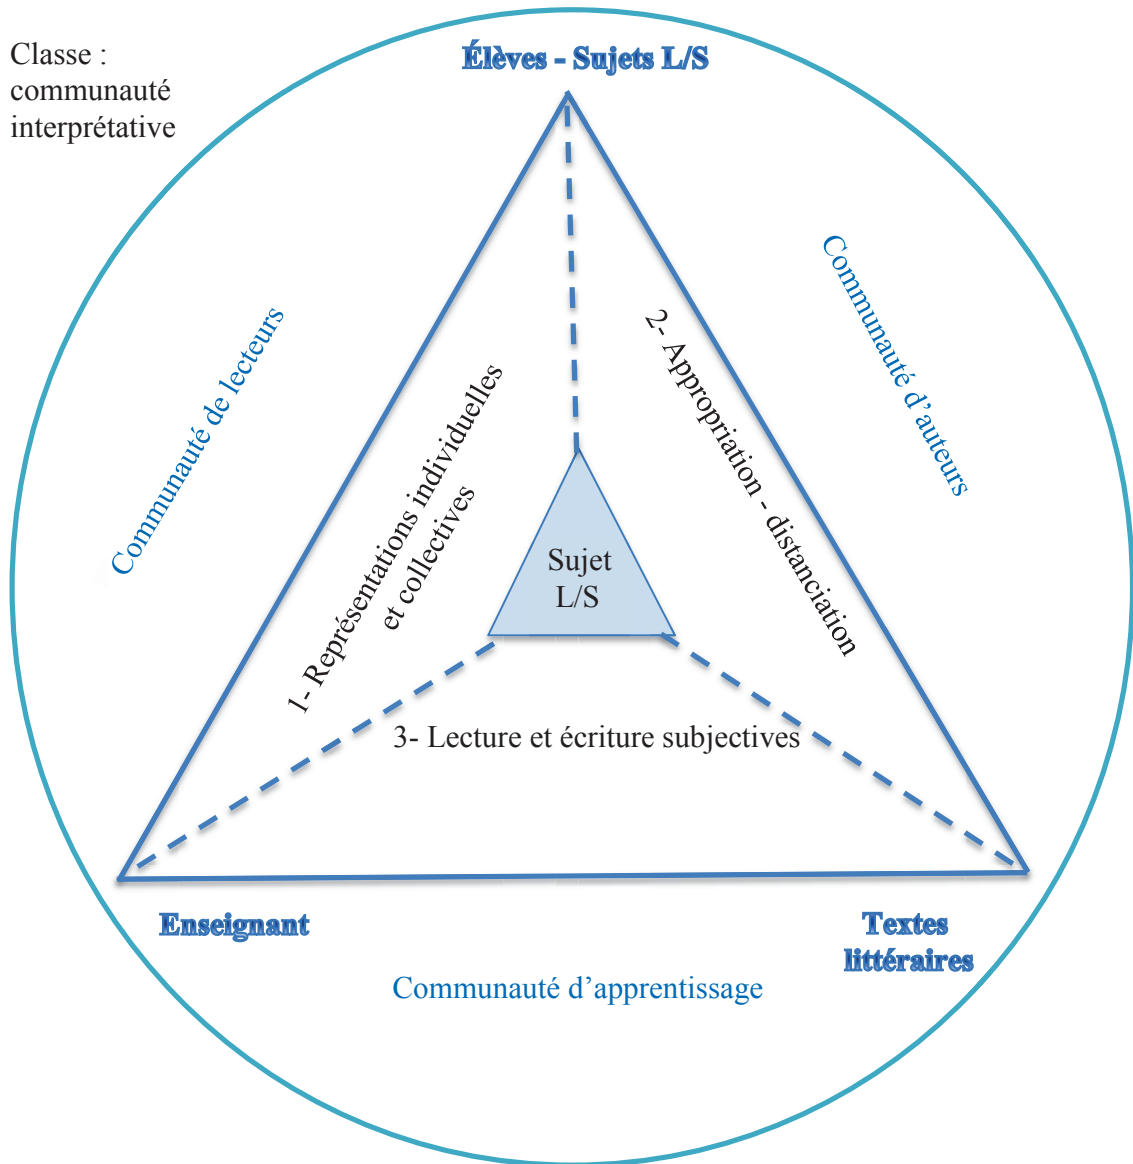 Classe :
communauté
interprétative
Élèves - Sujets L/S
Communauté de lecteurs
Communauté d’auteurs
1- Représentations individuelles
et collectives
2- Appropriation - distanciation
Sujet
L/S
3- Lecture et écriture subjectives
Enseignant
Textes
littéraires
Communauté d’apprentissage